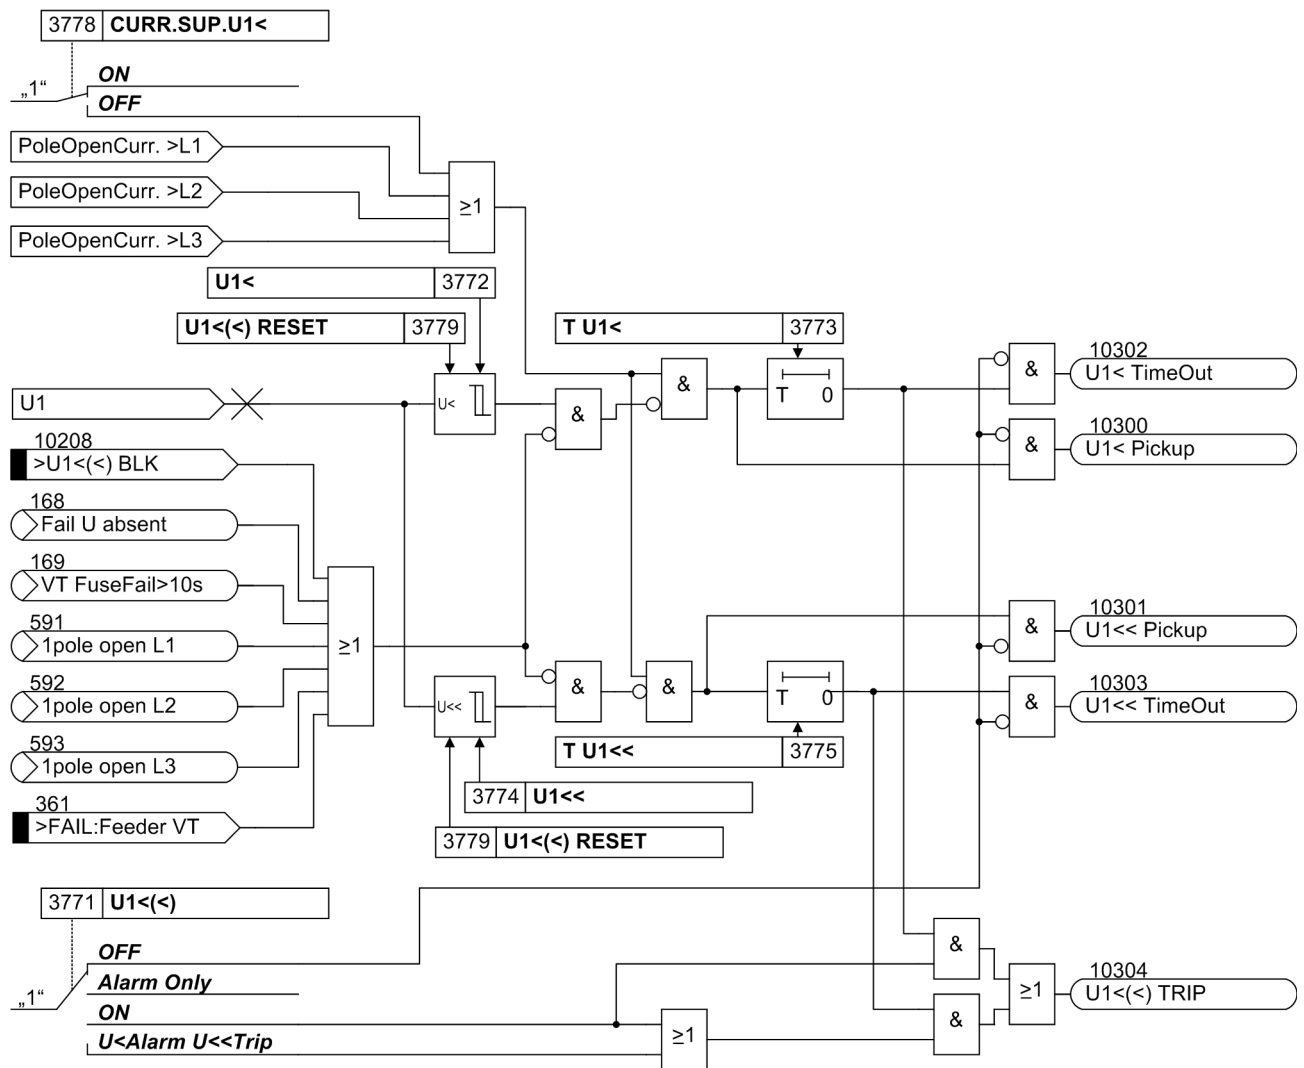 3778 CURR.SUP.U1<
ON
„1“
OFF
PoleOpenCurr. >L1
PoleOpenCurr. >L2
≥1
PoleOpenCurr. >L3
U1< 3772
U1<(<) RESET 3779
T U1< 3773
10302
U1< TimeOut
&
&
T 0
U1
U<
&
10300
U1< Pickup
&
10208
>U1<(<) BLK
168
Fail U absent
169
VT FuseFail>10s
591
1pole open L1
≥1
10301
U1<< Pickup
&
592
1pole open L2
&
&
T 0
10303
U1<< TimeOut
&
U<<
593
1pole open L3
T U1<< 3775
3774 U1<<
361
>FAIL:Feeder VT
3779 U1<(<) RESET
3771 U1<(<)
OFF
&
Alarm Only
10304
U1<(<) TRIP
≥1
„1“
ON
&
U<Alarm U<<Trip
≥1